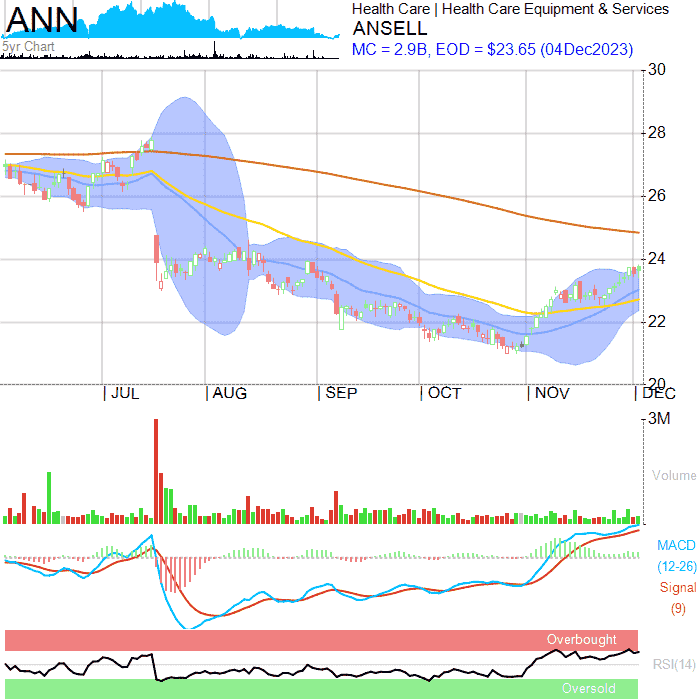 ANN
5yr Chart
Health Care | Health Care Equipment & Services
ANSELL
MC = 2.9B, EOD = $23.65 (04Dec2023)
30
28
26
24
22
20
JUL AUG SEP OCT NOV DEC
3M
Volume
MACD
(12-26)
Signal
(9)
Overbought
RSI(14)
Oversold